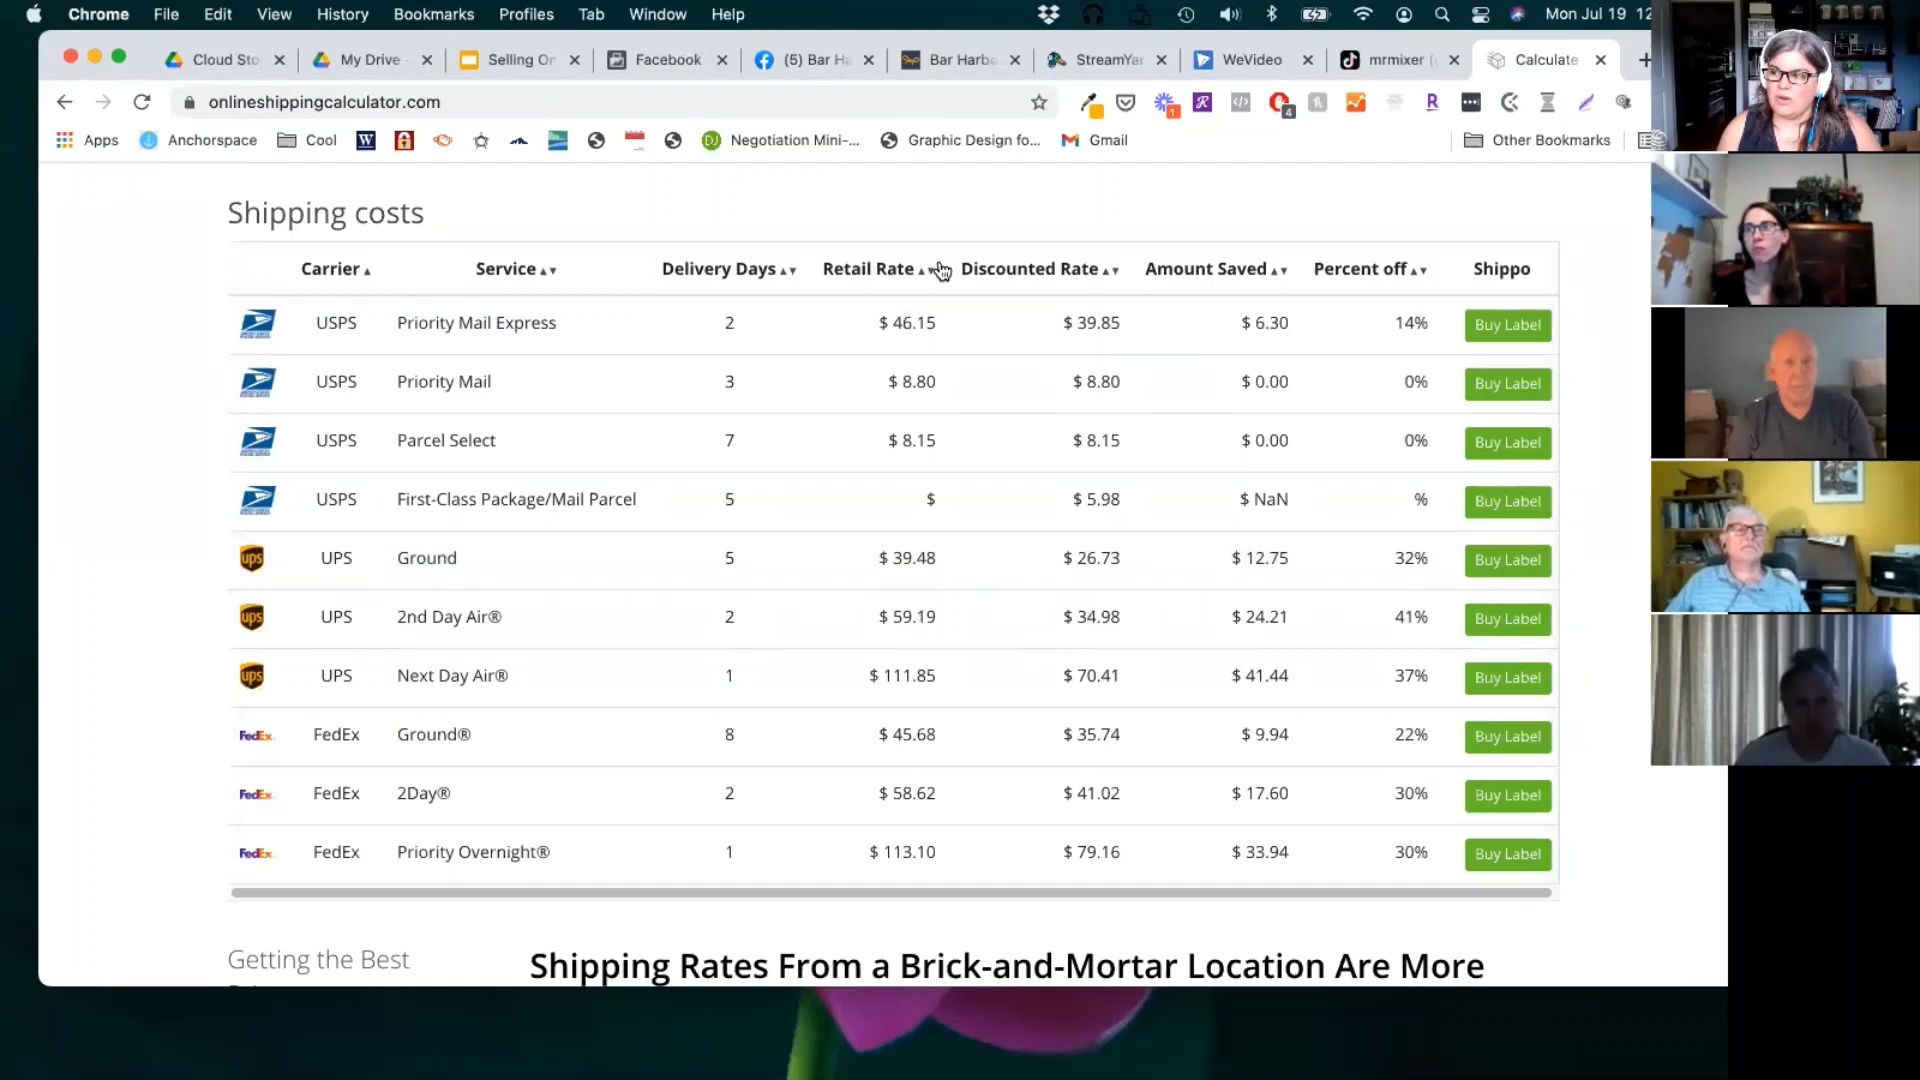 Chrome File Edit View History Bookmarks Profiles Tab Window Help Mon Jul 19 12
Cloud Sto My Drive Selling On Facebook (5) Bar Ha Bar Harbo StreamYar WeVideo mrmixer ( Calculate
onlineshippingcalculator.com
Apps Anchorspace Cool Negotiation Mini-... Graphic Design fo... Gmail Other Bookmarks
Shipping costs
Carrier Service Delivery Days Retail Rate Discounted Rate Amount Saved Percent off Shippo
USPS Priority Mail Express 2 $ 46.15 $ 39.85 $ 6.30 14% Buy Label
USPS Priority Mail 3 $ 8.80 $ 8.80 $ 0.00 0% Buy Label
USPS Parcel Select 7 $ 8.15 $ 8.15 $ 0.00 0% Buy Label
USPS First-Class Package/Mail Parcel 5 $ $ 5.98 $ NaN % Buy Label
ups UPS Ground 5 $ 39.48 $ 26.73 $ 12.75 32% Buy Label
ups UPS 2nd Day Air® 2 $ 59.19 $ 34.98 $ 24.21 41% Buy Label
ups UPS Next Day Air® 1 $ 111.85 $ 70.41 $ 41.44 37% Buy Label
FedEx FedEx Ground® 8 $ 45.68 $ 35.74 $ 9.94 22% Buy Label
FedEx FedEx 2Day® 2 $ 58.62 $ 41.02 $ 17.60 30% Buy Label
FedEx FedEx Priority Overnight® 1 $ 113.10 $ 79.16 $ 33.94 30% Buy Label
Getting the Best Shipping Rates From a Brick-and-Mortar Location Are More